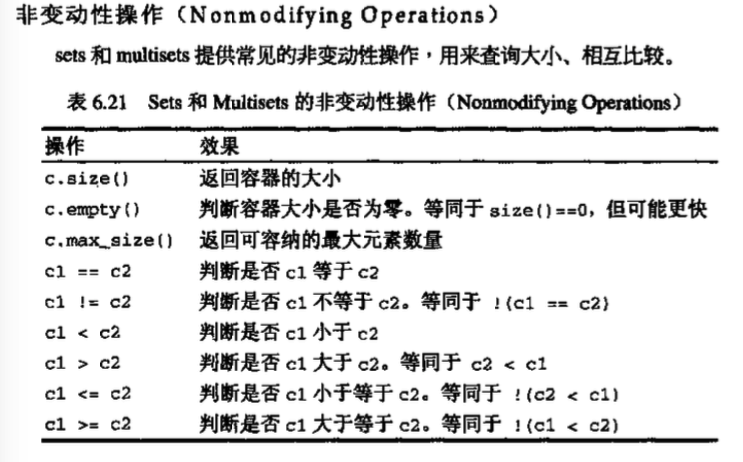 非变动性操作（Nonmodifying Operations）
sets 和 multisets 提供常见的非变动性操作，用来查询大小、相互比较。
表 6.21 Sets 和 Multisets 的非变动性操作（Nonmodifying Operations）
操作 效果
c.size() 返回容器的大小
c.empty() 判断容器大小是否为零。等同于 size()==0，但可能更快
c.max_size() 返回可容纳的最大元素数量
c1 == c2 判断是否 c1 等于 c2
c1 != c2 判断是否 c1 不等于 c2。等同于 !(c1 == c2)
c1 < c2 判断是否 c1 小于 c2
c1 > c2 判断是否 c1 大于 c2。等同于 c2 < c1
c1 <= c2 判断是否 c1 小于等于 c2。等同于 !(c2 < c1)
c1 >= c2 判断是否 c1 大于等于 c2。等同于 !(c1 < c2)